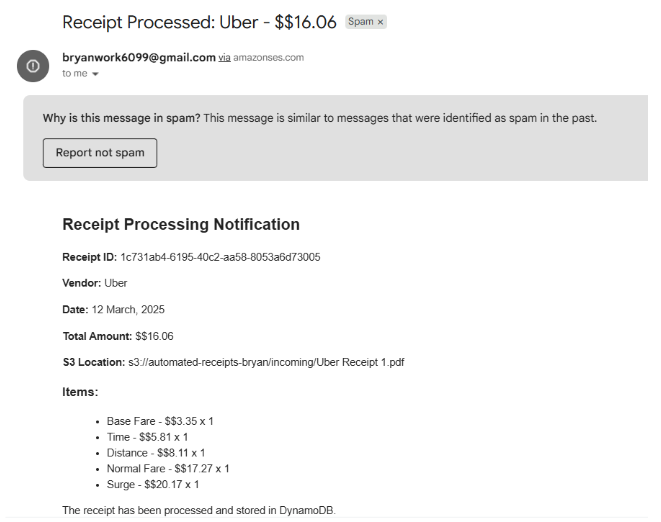 Receipt Processed: Uber - $$16.06 Spam ×
bryanwork6099@gmail.com via amazonses.com
to me
Why is this message in spam? This message is similar to messages that were identified as spam in the past.
Report not spam
Receipt Processing Notification
Receipt ID: 1c731ab4-6195-40c2-aa58-8053a6d73005
Vendor: Uber
Date: 12 March, 2025
Total Amount: $$16.06
S3 Location: s3://automated-receipts-bryan/incoming/Uber Receipt 1.pdf
Items:
• Base Fare - $$3.35 x 1
• Time - $$5.81 x 1
• Distance - $$8.11 x 1
• Normal Fare - $$17.27 x 1
• Surge - $$20.17 x 1
The receipt has been processed and stored in DynamoDB.